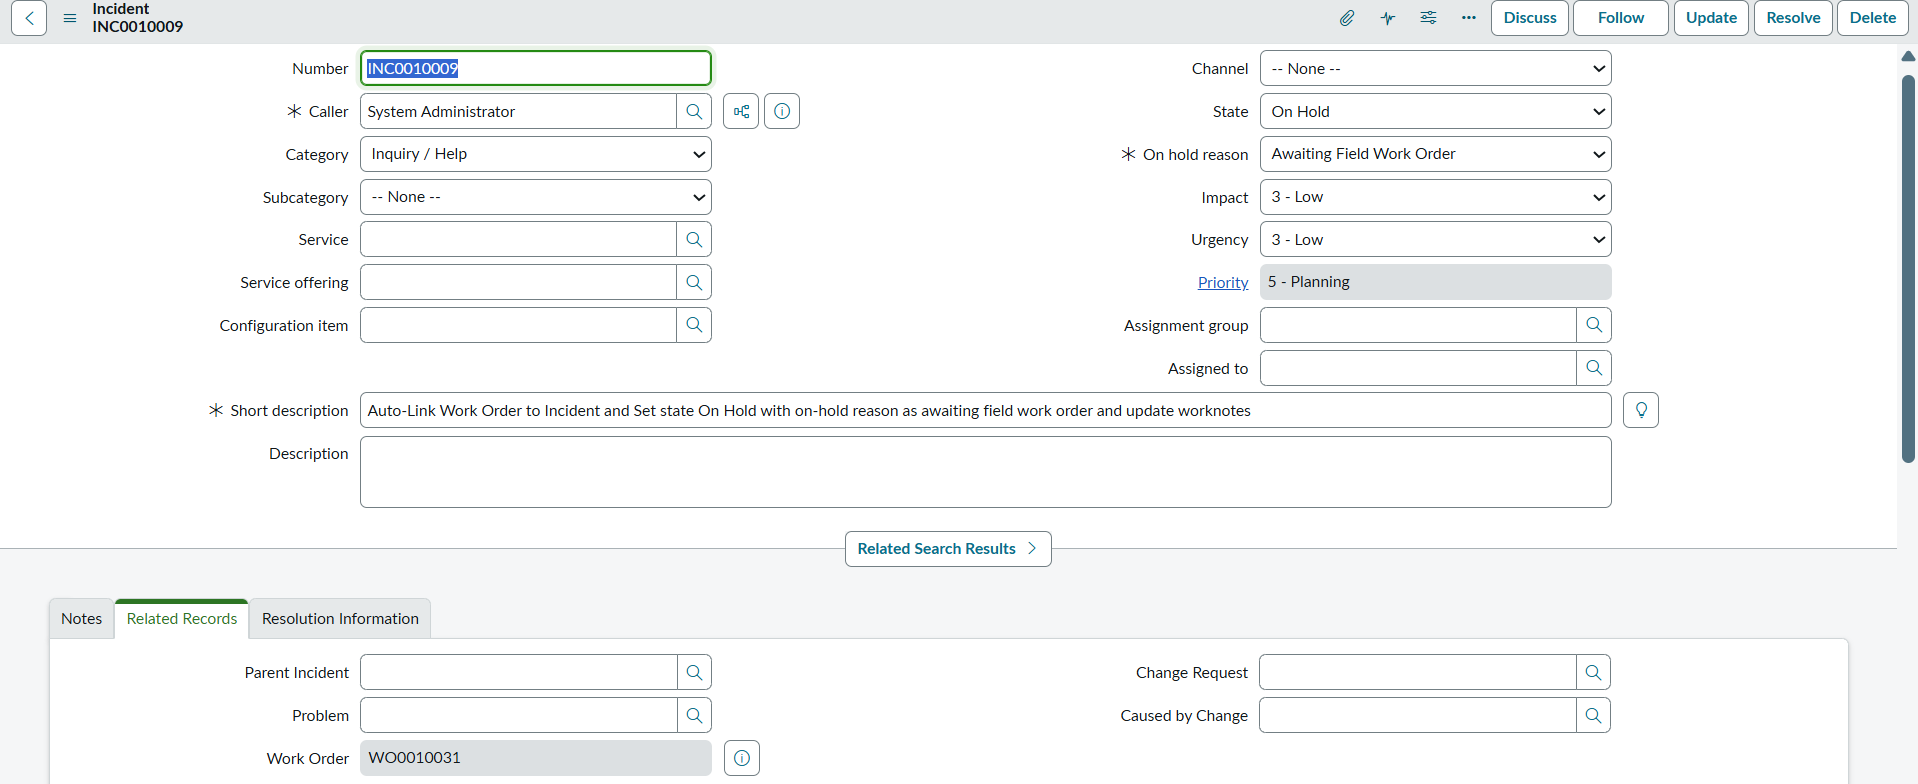 Incident
INC0010009
Discuss
Follow
Update
Resolve
Delete
Number
INC0010009
Channel
-- None --
Caller
System Administrator
State
On Hold
Category
Inquiry / Help
On hold reason
Awaiting Field Work Order
Subcategory
-- None --
Impact
3 - Low
Service
Urgency
3 - Low
Service offering
Priority
5 - Planning
Configuration item
Assignment group
Assigned to
Short description
Auto-Link Work Order to Incident and Set state On Hold with on-hold reason as awaiting field work order and update worknotes
Description
Related Search Results
Notes
Related Records
Resolution Information
Parent Incident
Change Request
Problem
Caused by Change
Work Order
WO0010031